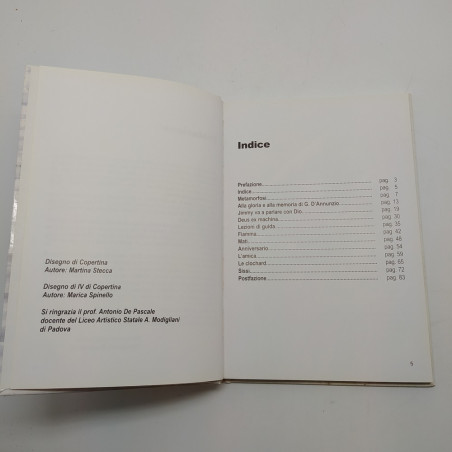 Disegno di Copertina
Autore: Martina Stecca
Disegno di IV di Copertina
Autore: Marica Spinello
Si ringrazia il prof. Antonio De Pascale
docente del Liceo Artistico Statale A. Modigliani
di Padova
Indice
Prefazione pag. 3
Indice pag. 5
Metamorfosi pag. 7
Alla gloria e alla memoria di G. D'Annunzio pag. 13
Jenny va a parlare con Dio pag. 19
Deus ex machina pag. 30
Lezioni di guida pag. 35
Fiamma pag. 42
Mati pag. 46
Anniversario pag. 54
L'amica pag. 59
Le clochard pag. 65
Sissi pag. 72
Postfazione pag. 83
5